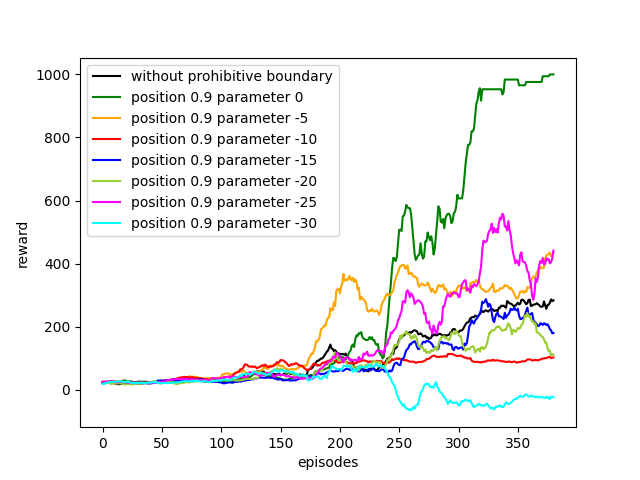 1000
800
600
400
200
0
reward
without prohibitive boundary
position 0.9 parameter 0
position 0.9 parameter -5
position 0.9 parameter -10
position 0.9 parameter -15
position 0.9 parameter -20
position 0.9 parameter -25
position 0.9 parameter -30
0 50 100 150 200 250 300 350
episodes